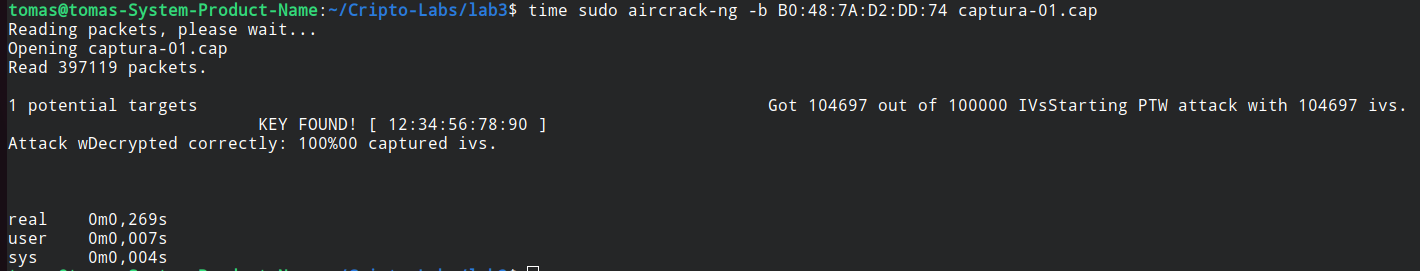 tomas@tomas-System-Product-Name:~/Cripto-Labs/lab3$ time sudo aircrack-ng -b B0:48:7A:D2:DD:74 captura-01.cap
Reading packets, please wait...
Opening captura-01.cap
Read 397119 packets.
1 potential targets Got 104697 out of 100000 IVsStarting PTW attack with 104697 ivs.
KEY FOUND! [ 12:34:56:78:90 ]
Attack wDecrypted correctly: 100%00 captured ivs.
real 0m0,269s
user 0m0,007s
sys 0m0,004s